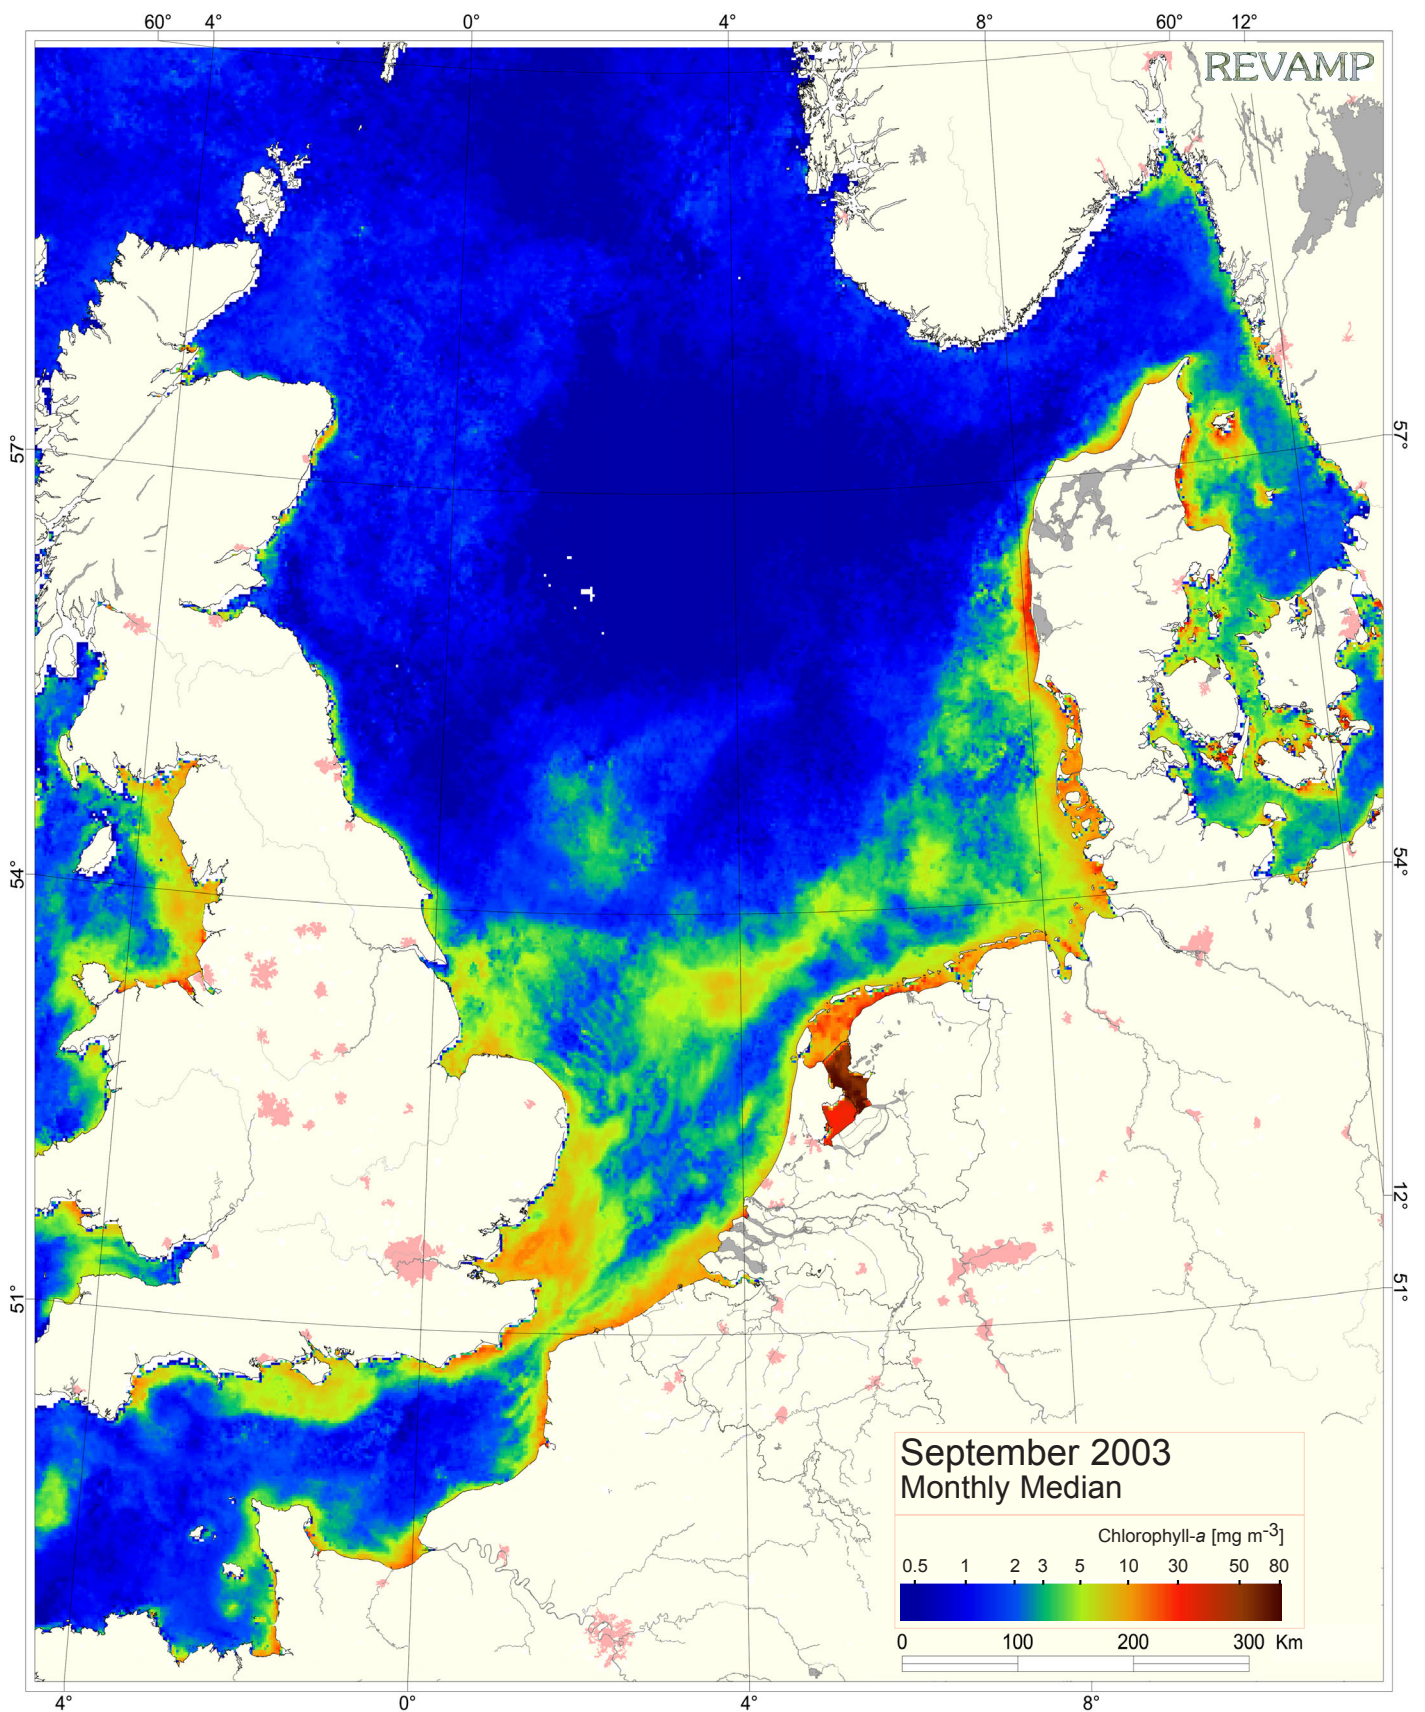 60° 4° 0° 4° 8° 60° 12°
REVAMP
57° 57°
54° 54°
12°
51° 51°
September 2003
Monthly Median
Chlorophyll-a [mg m-3]
0.5 1 2 3 5 10 30 50 80
0 100 200 300 Km
4° 0° 4° 8°